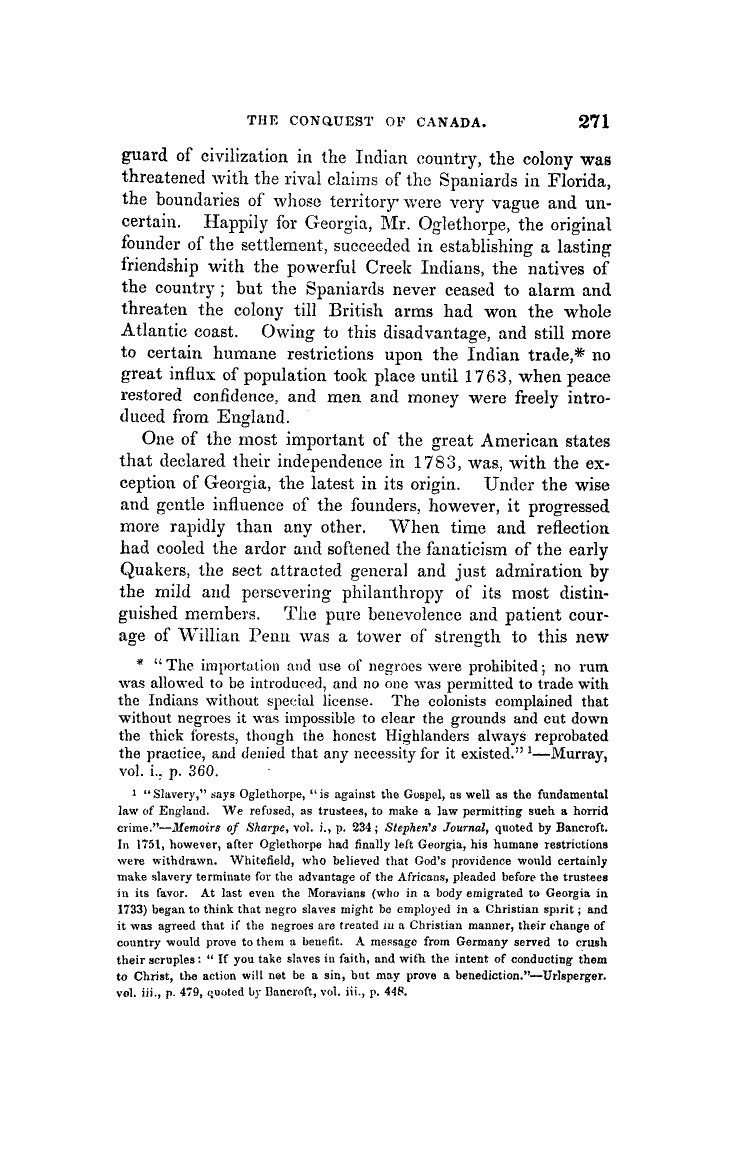 THE CONQUEST OF CANADA. 271
guard of civilization in the Indian country, the colony was
threatened with the rival claims of the Spaniards in Florida,
the boundaries of whose territory were very vague and un-
certain. Happily for Georgia, Mr. Oglethorpe, the original
founder of the settlement, succeeded in establishing a lasting
friendship with the powerful Creek Indians, the natives of
the country; but the Spaniards never ceased to alarm and
threaten the colony till British arms had won the whole
Atlantic coast. Owing to this disadvantage, and still more
to certain humane restrictions upon the Indian trade,* no
great influx of population took place until 1763, when peace
restored confidence, and men and money were freely intro-
duced from England.
One of the most important of the great American states
that declared their independence in 1783, was, with the ex-
ception of Georgia, the latest in its origin. Under the wise
and gentle influence of the founders, however, it progressed
more rapidly than any other. When time and reflection
had cooled the ardor and softened the fanaticism of the early
Quakers, the sect attracted general and just admiration by
the mild and persevering philanthropy of its most distin-
guished members. The pure benevolence and patient cour-
age of Willian Penn was a tower of strength to this new
* "The importation and use of negroes were prohibited; no rum
was allowed to be introduced, and no one was permitted to trade with
the Indians without special license. The colonists complained that
without negroes it was impossible to clear the grounds and cut down
the thick forests, though the honest Highlanders always reprobated
the practice, and denied that any necessity for it existed." ¹—Murray,
vol. i., p. 360.
¹ "Slavery," says Oglethorpe, "is against the Gospel, as well as the fundamental
law of England. We refused, as trustees, to make a law permitting such a horrid
crime."—Memoirs of Sharpe, vol. i., p. 234; Stephen's Journal, quoted by Bancroft.
In 1751, however, after Oglethorpe had finally left Georgia, his humane restrictions
were withdrawn. Whitefield, who believed that God's providence would certainly
make slavery terminate for the advantage of the Africans, pleaded before the trustees
in its favor. At last even the Moravians (who in a body emigrated to Georgia in
1733) began to think that negro slaves might be employed in a Christian spirit; and
it was agreed that if the negroes are treated in a Christian manner, their change of
country would prove to them a benefit. A message from Germany served to crush
their scruples: "If you take slaves in faith, and with the intent of conducting them
to Christ, the action will not be a sin, but may prove a benediction."—Urlsperger.
vol. iii., p. 479, quoted by Bancroft, vol. iii., p. 448.